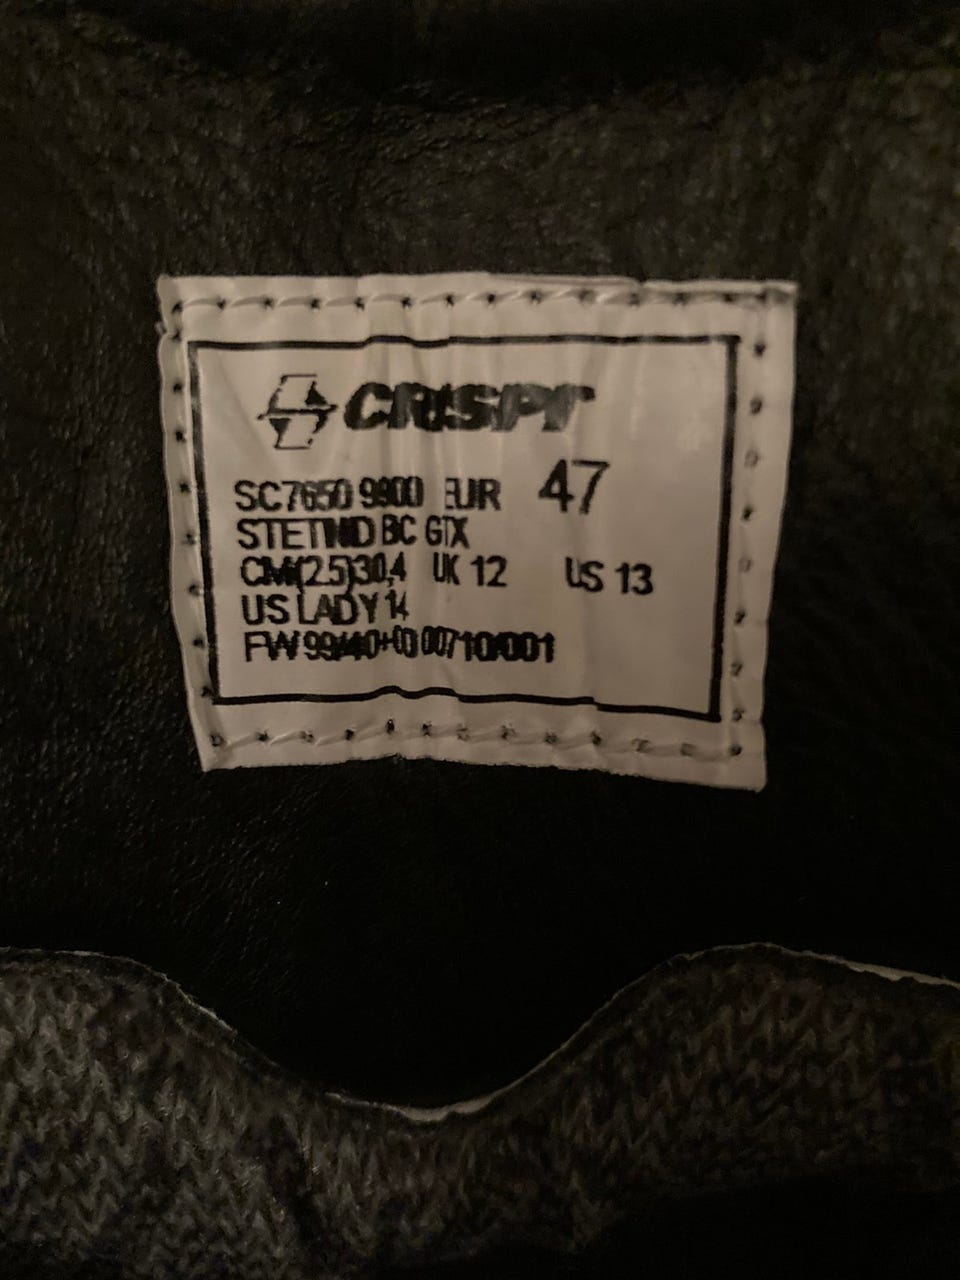 CRISPI
SC7650 9900 EUR 47
STETIND BC GTX
CM(2.5)30,4 UK 12 US 13
US LADY 14
FW 99/40+00 00710/001